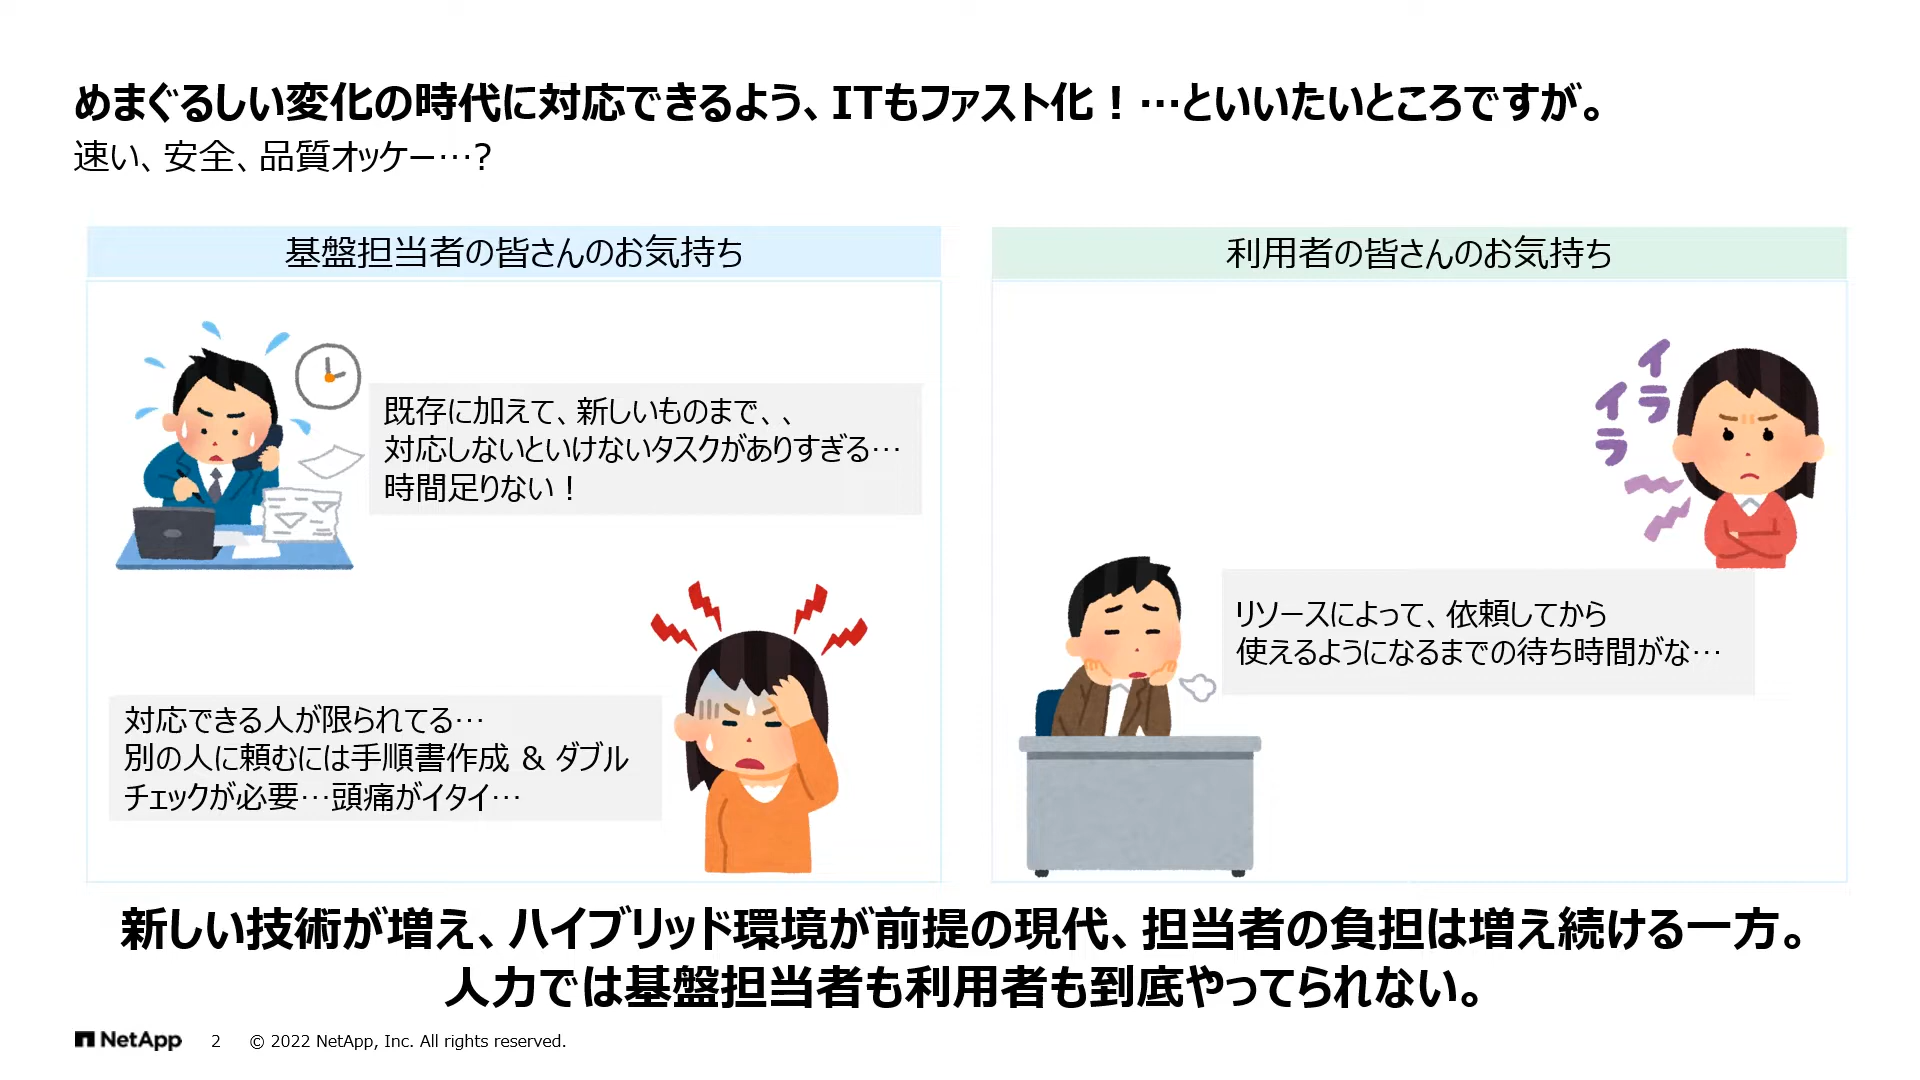 めまぐるしい変化の時代に対応できるよう、ITもファスト化！…といいたいところですが。
速い、安全、品質オッケー…?
基盤担当者の皆さんのお気持ち
既存に加えて、新しいものまで、、
対応しないといけないタスクがありすぎる…
時間足りない！
対応できる人が限られてる…
別の人に頼むには手順書作成 & ダブル
チェックが必要…頭痛がイタイ…
利用者の皆さんのお気持ち
イライラ
リソースによって、依頼してから
使えるようになるまでの待ち時間がな…
新しい技術が増え、ハイブリッド環境が前提の現代、担当者の負担は増え続ける一方。
人力では基盤担当者も利用者も到底やってられない。
NetApp 2 © 2022 NetApp, Inc. All rights reserved.